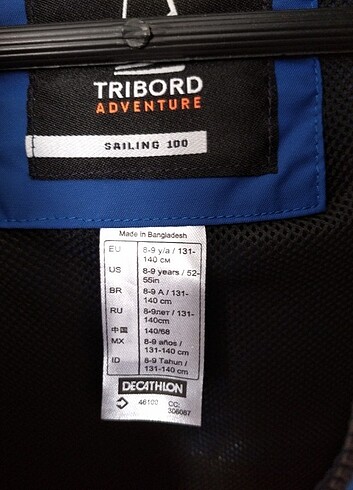 TRIBORD
ADVENTURE
SAILING 100
Made in Bangladesh
EU 8-9 y/a / 131-
140 см
US 8-9 years / 52-
55in
BR 8-9 A / 131-
140 cm
RU 8-9лет / 131-
140cm
中国 140/68
MX 8-9 años /
131-140 cm
ID 8-9 Tahun /
131-140 cm
DECATHLON
46100 CC:
306087